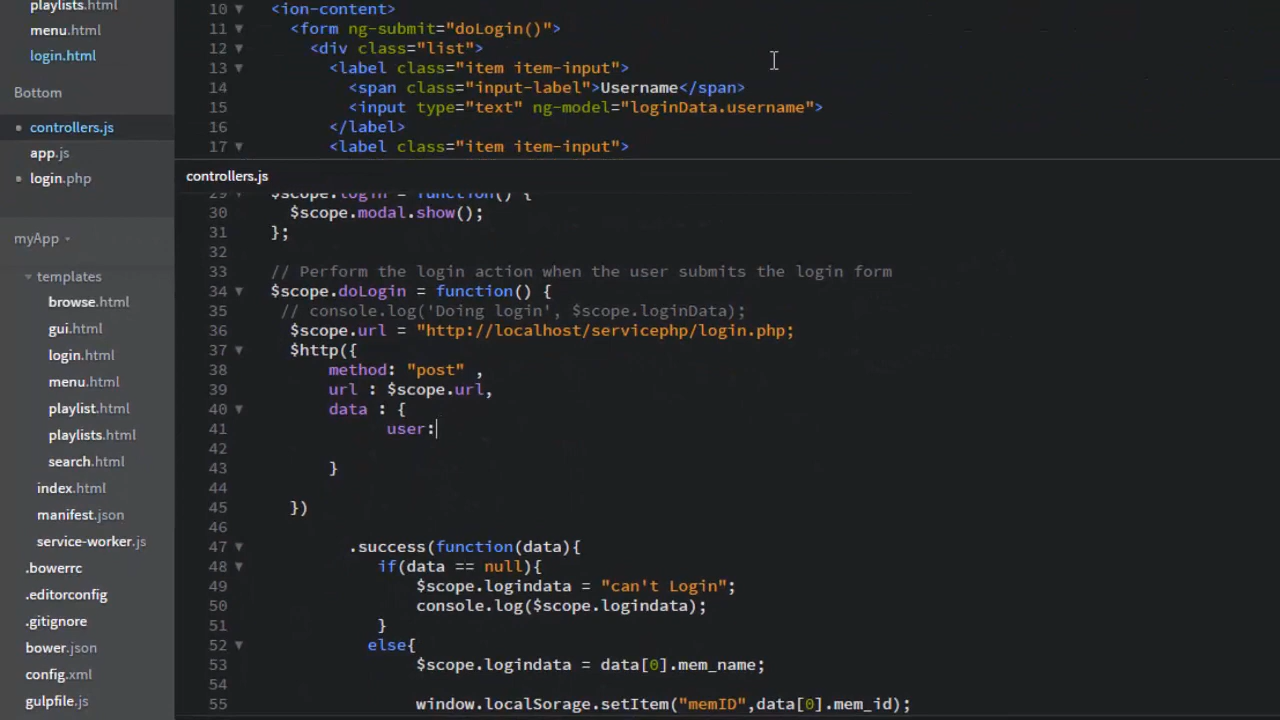 playlists.html
menu.html
login.html
Bottom
controllers.js
app.js
login.php
myApp
templates
browse.html
gui.html
login.html
menu.html
playlist.html
playlists.html
search.html
index.html
manifest.json
service-worker.js
.bowerrc
.editorconfig
.gitignore
bower.json
config.xml
gulpfile.js
10 <ion-content>
11 <form ng-submit="doLogin()">
12 <div class="list">
13 <label class="item item-input">
14 <span class="input-label">Username</span>
15 <input type="text" ng-model="loginData.username">
16 </label>
17 <label class="item item-input">
controllers.js
29 $scope.login = function() {
30 $scope.modal.show();
31 };
32
33 // Perform the login action when the user submits the login form
34 $scope.doLogin = function() {
35 // console.log('Doing login', $scope.loginData);
36 $scope.url = "http://localhost/servicephp/login.php;
37 $http({
38 method: "post" ,
39 url : $scope.url,
40 data : {
41 user:
42
43 }
44
45 })
46
47 .success(function(data){
48 if(data == null){
49 $scope.logindata = "can't Login";
50 console.log($scope.logindata);
51 }
52 else{
53 $scope.logindata = data[0].mem_name;
54
55 window.localSorage.setItem("memID",data[0].mem_id);